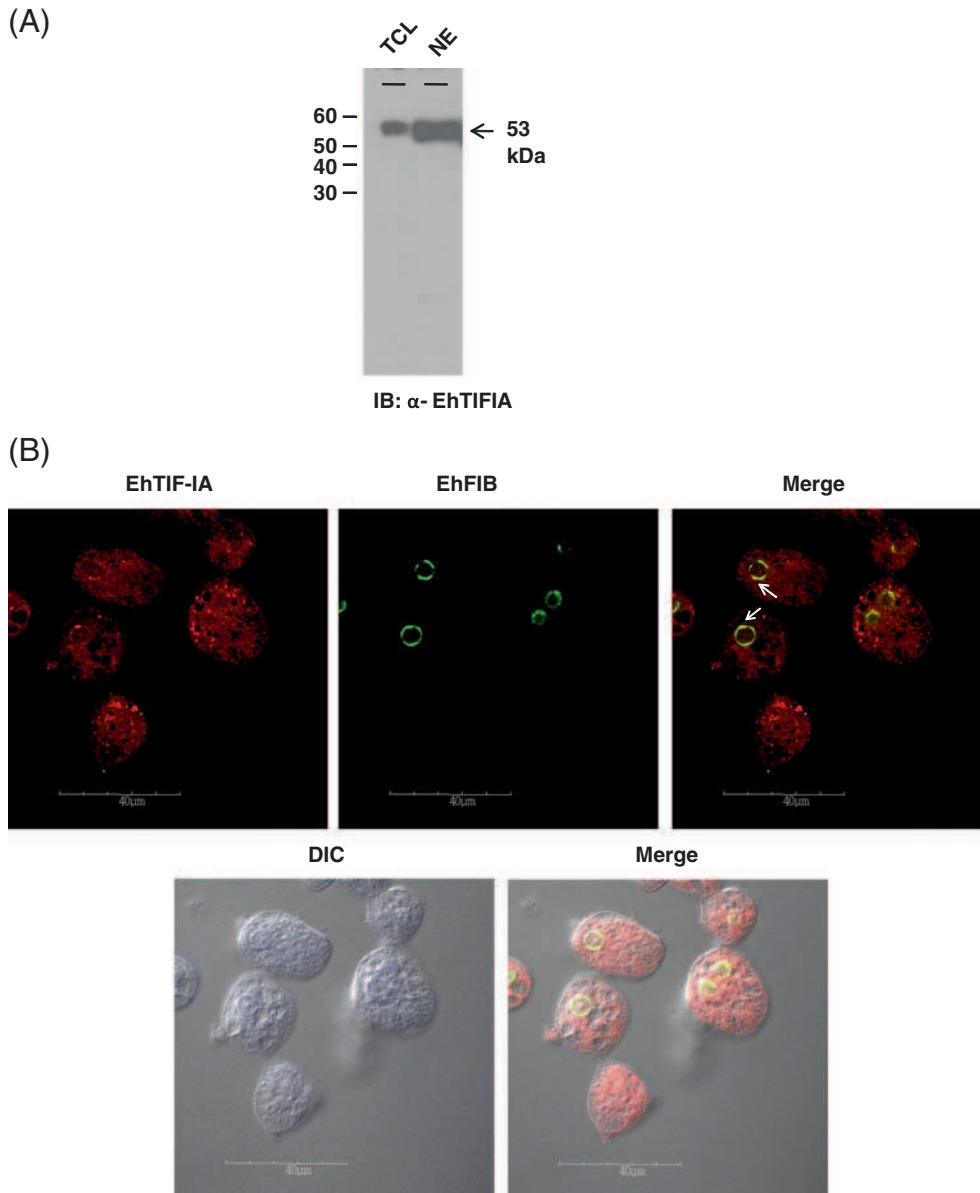 (A)
TCL NE
60
50
40
30
53
kDa
IB: α- EhTIFIA
(B)
EhTIF-IA EhFIB Merge
40µm 40µm 40µm
DIC Merge
40µm 40µm